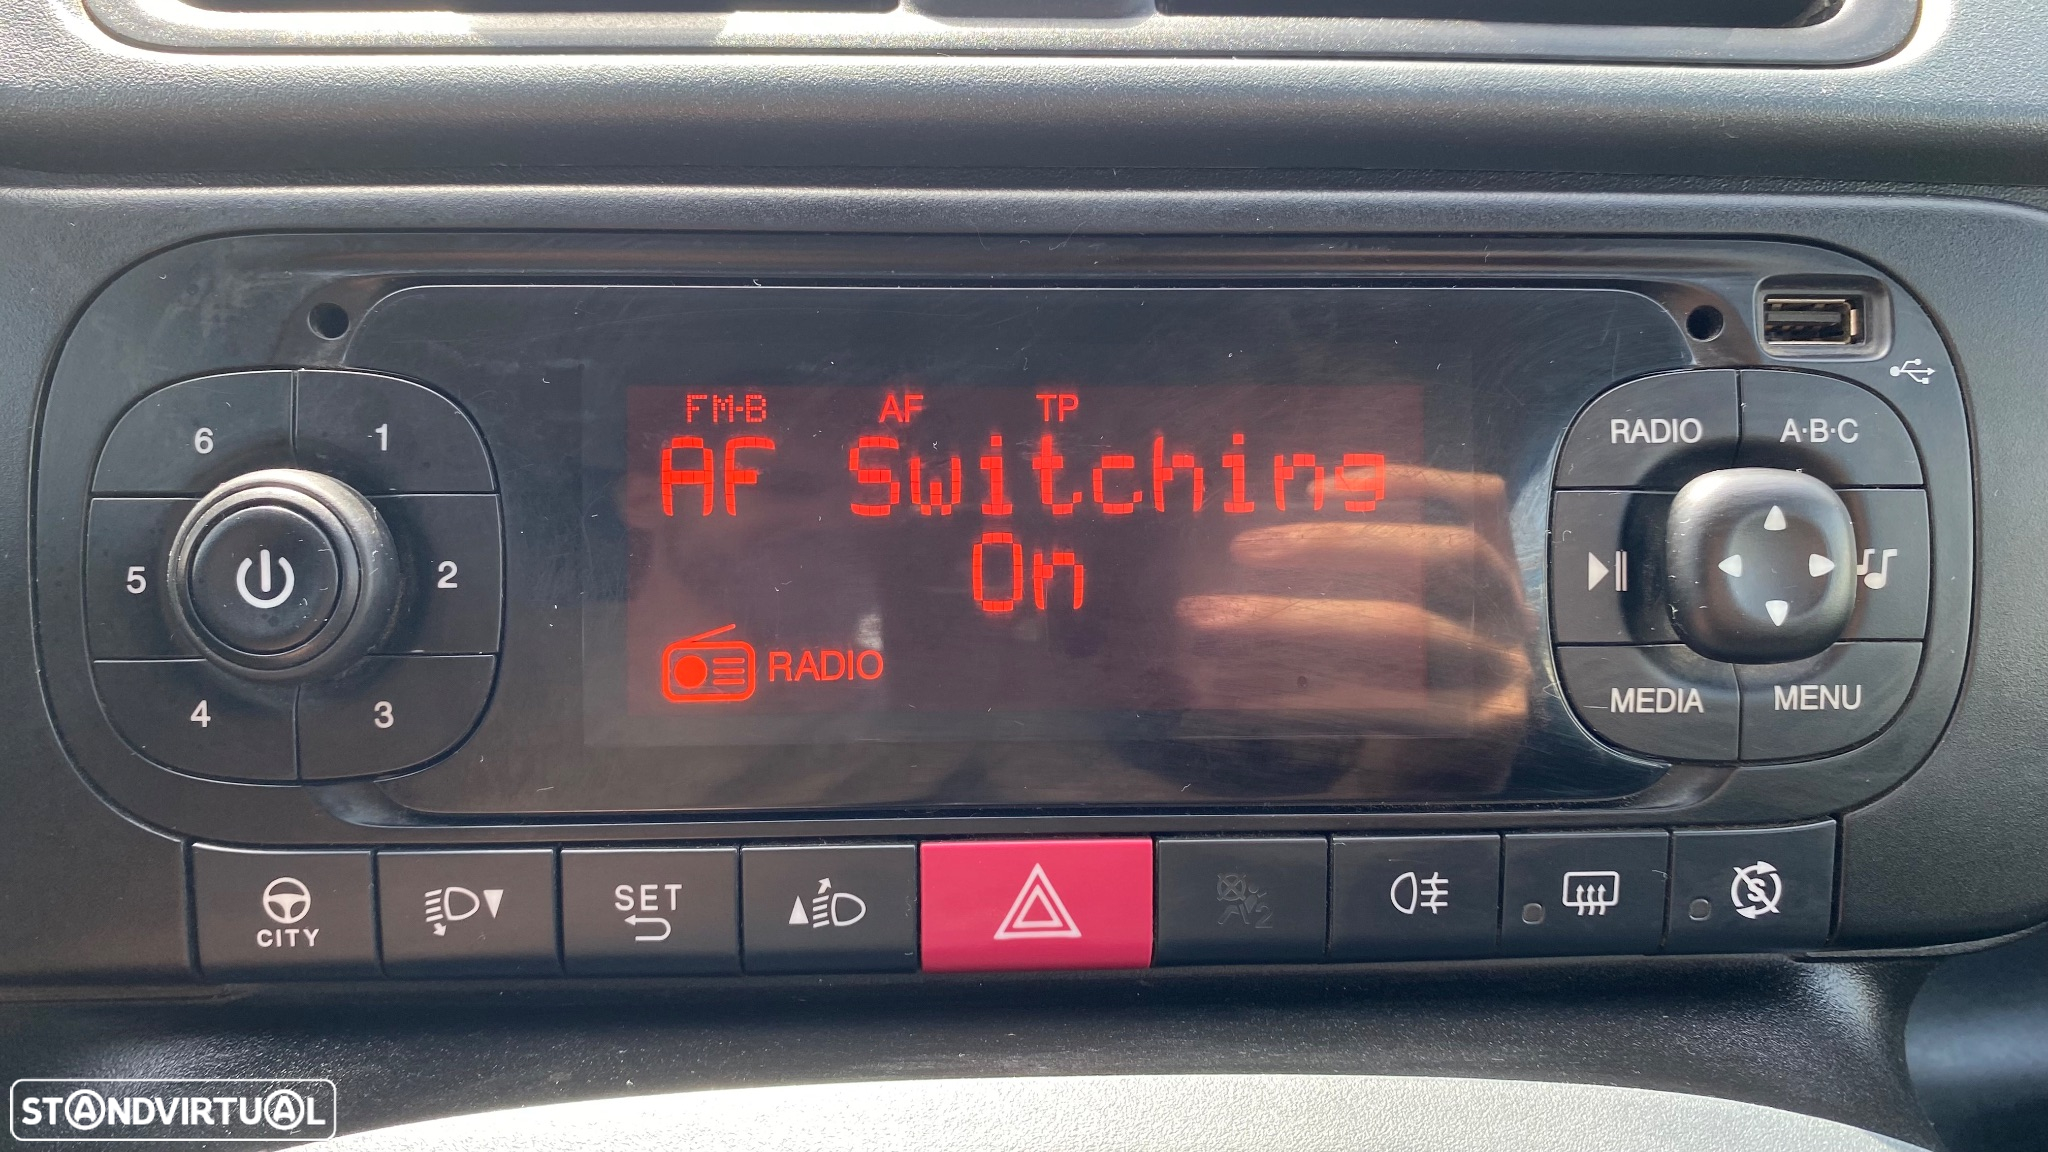 FM-B AF TP
AF Switching
On
RADIO
6 1
5 2
4 3
RADIO A·B·C
MEDIA MENU
CITY
SET
2
STANDVIRTUAL